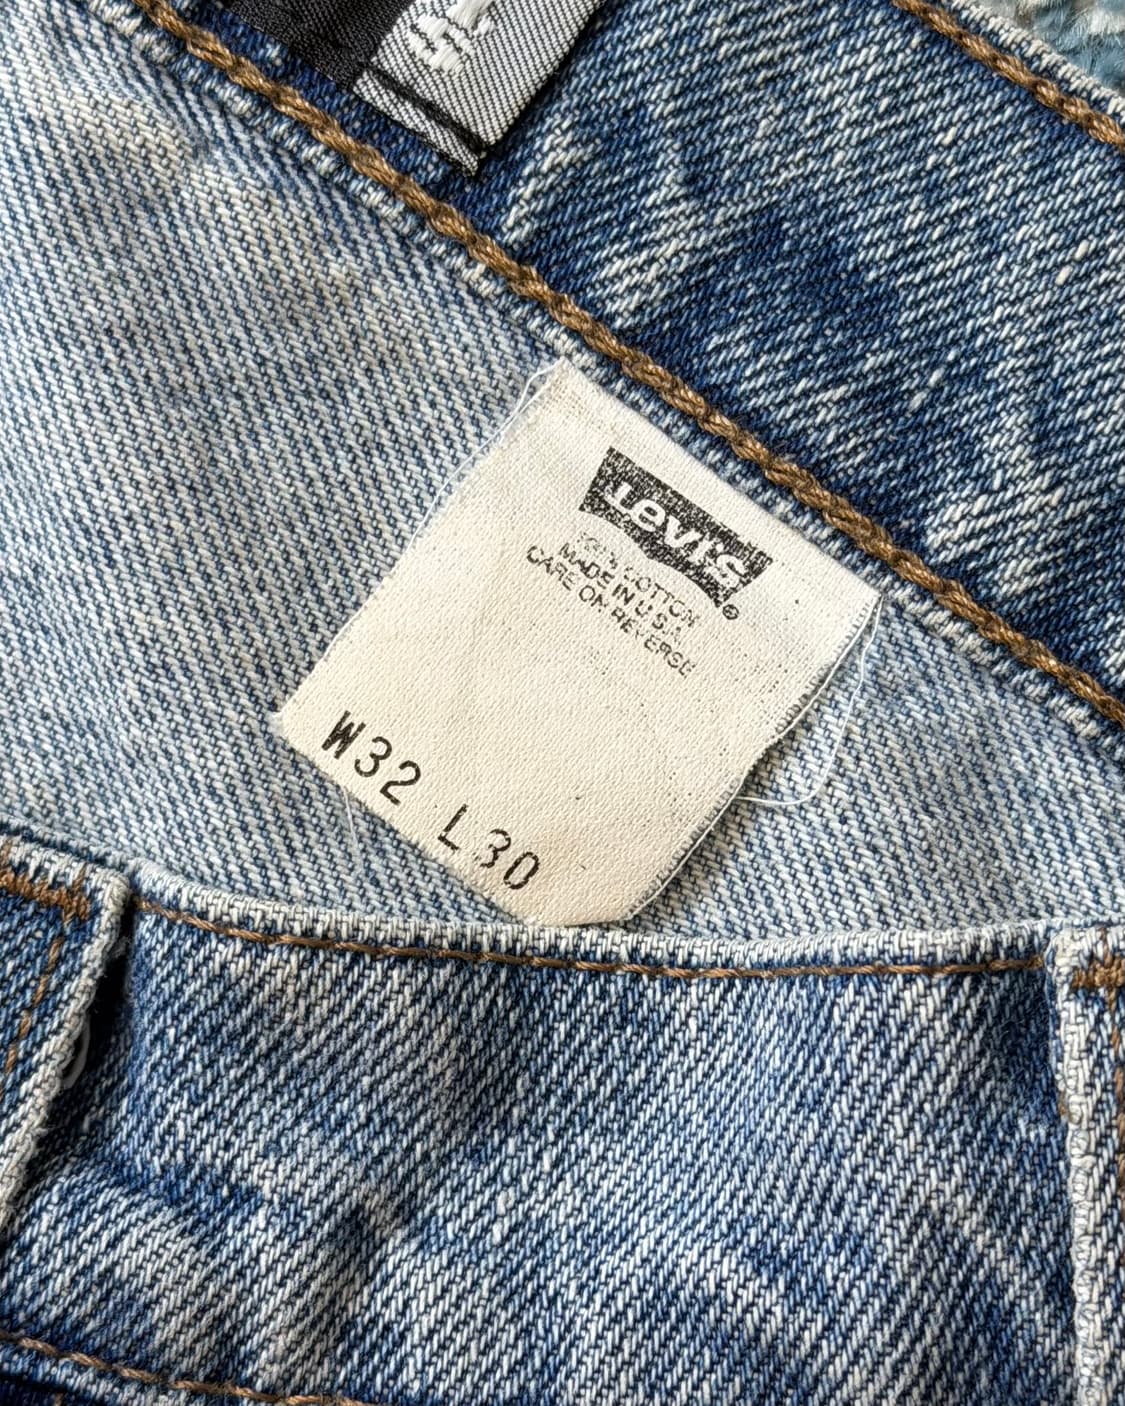 Levi's®
100% COTTON
MADE IN U.S.A.
CARE ON REVERSE
W32 L30